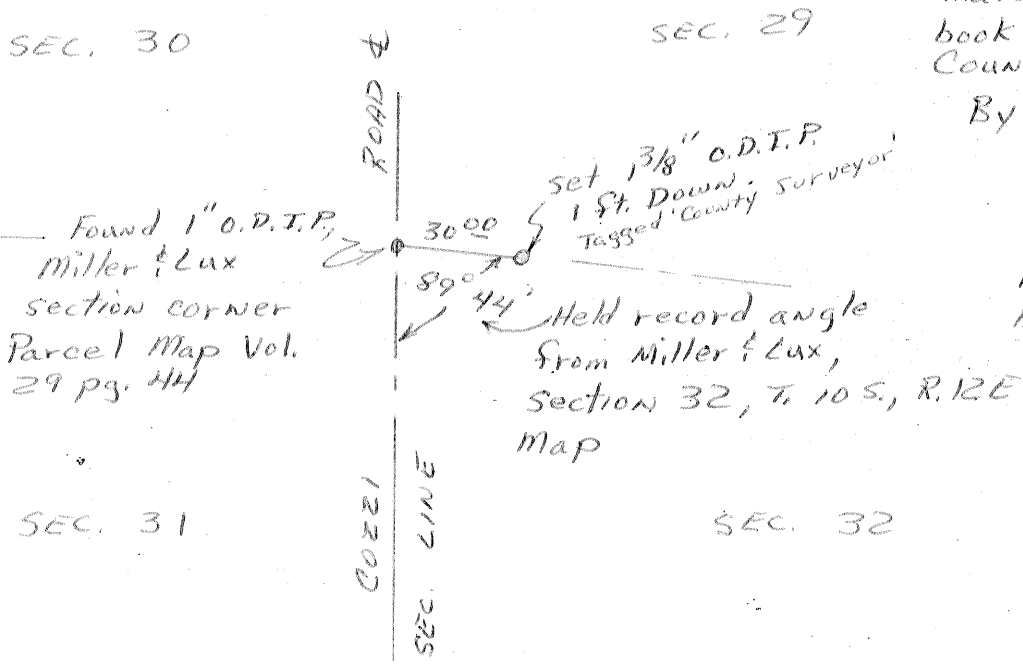 SEC. 30
SEC. 29
book
By
ROAD ℄
set 1 3/8" O.D.I.P.
1 ft. Down.
Tagged 'County Surveyor'
Found 1" O.D.I.P.,
Miller & Lux
section corner
Parcel Map Vol.
29 pg. 44
30 00
89° 44'
Held record angle
from Miller & Lux,
section 32, T. 10 S., R. 12 E
Map
SEC. 31
COZZI
SEC. LINE
SEC. 32